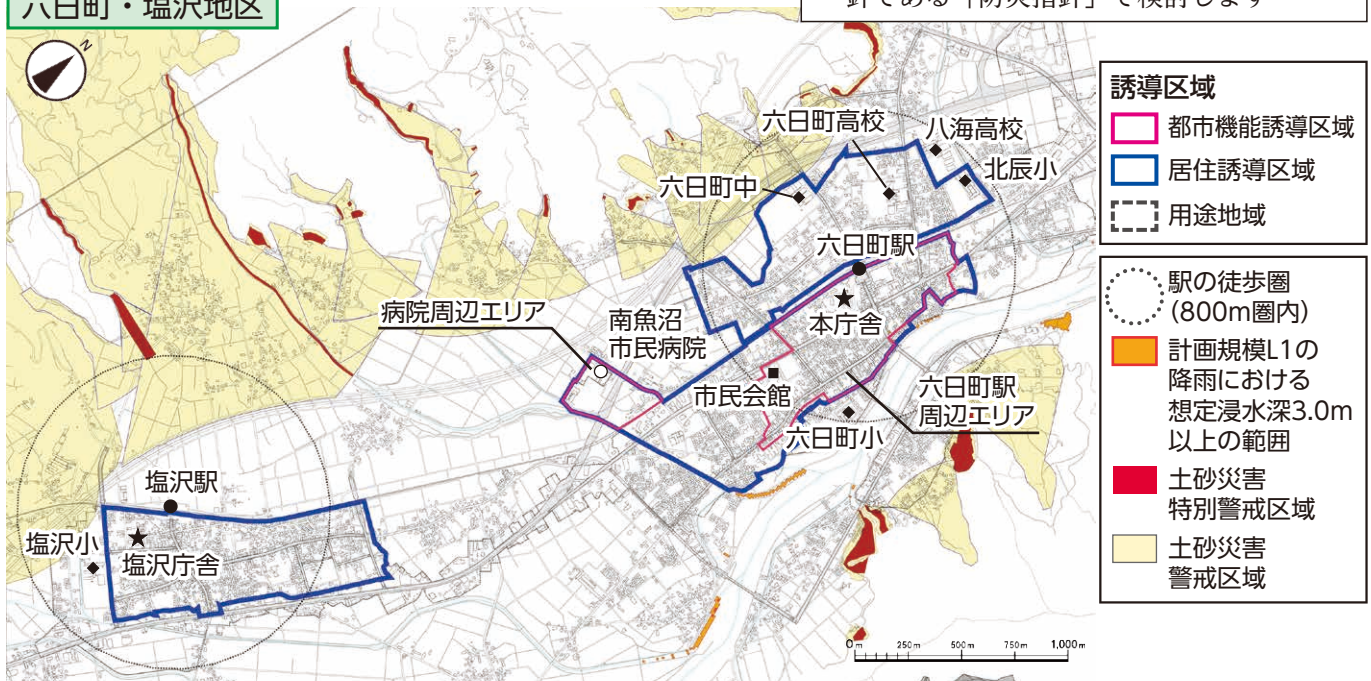 六日町・塩沢地区
針である「防災指針」で検討します
N
六日町高校
八海高校
六日町中
北辰小
六日町駅
本庁舎
病院周辺エリア
南魚沼
市民病院
市民会館
六日町駅
周辺エリア
六日町小
塩沢駅
塩沢小
塩沢庁舎
0m 250m 500m 750m 1,000m
誘導区域
都市機能誘導区域
居住誘導区域
用途地域
駅の徒歩圏
(800m圏内)
計画規模L1の
降雨における
想定浸水深3.0m
以上の範囲
土砂災害
特別警戒区域
土砂災害
警戒区域